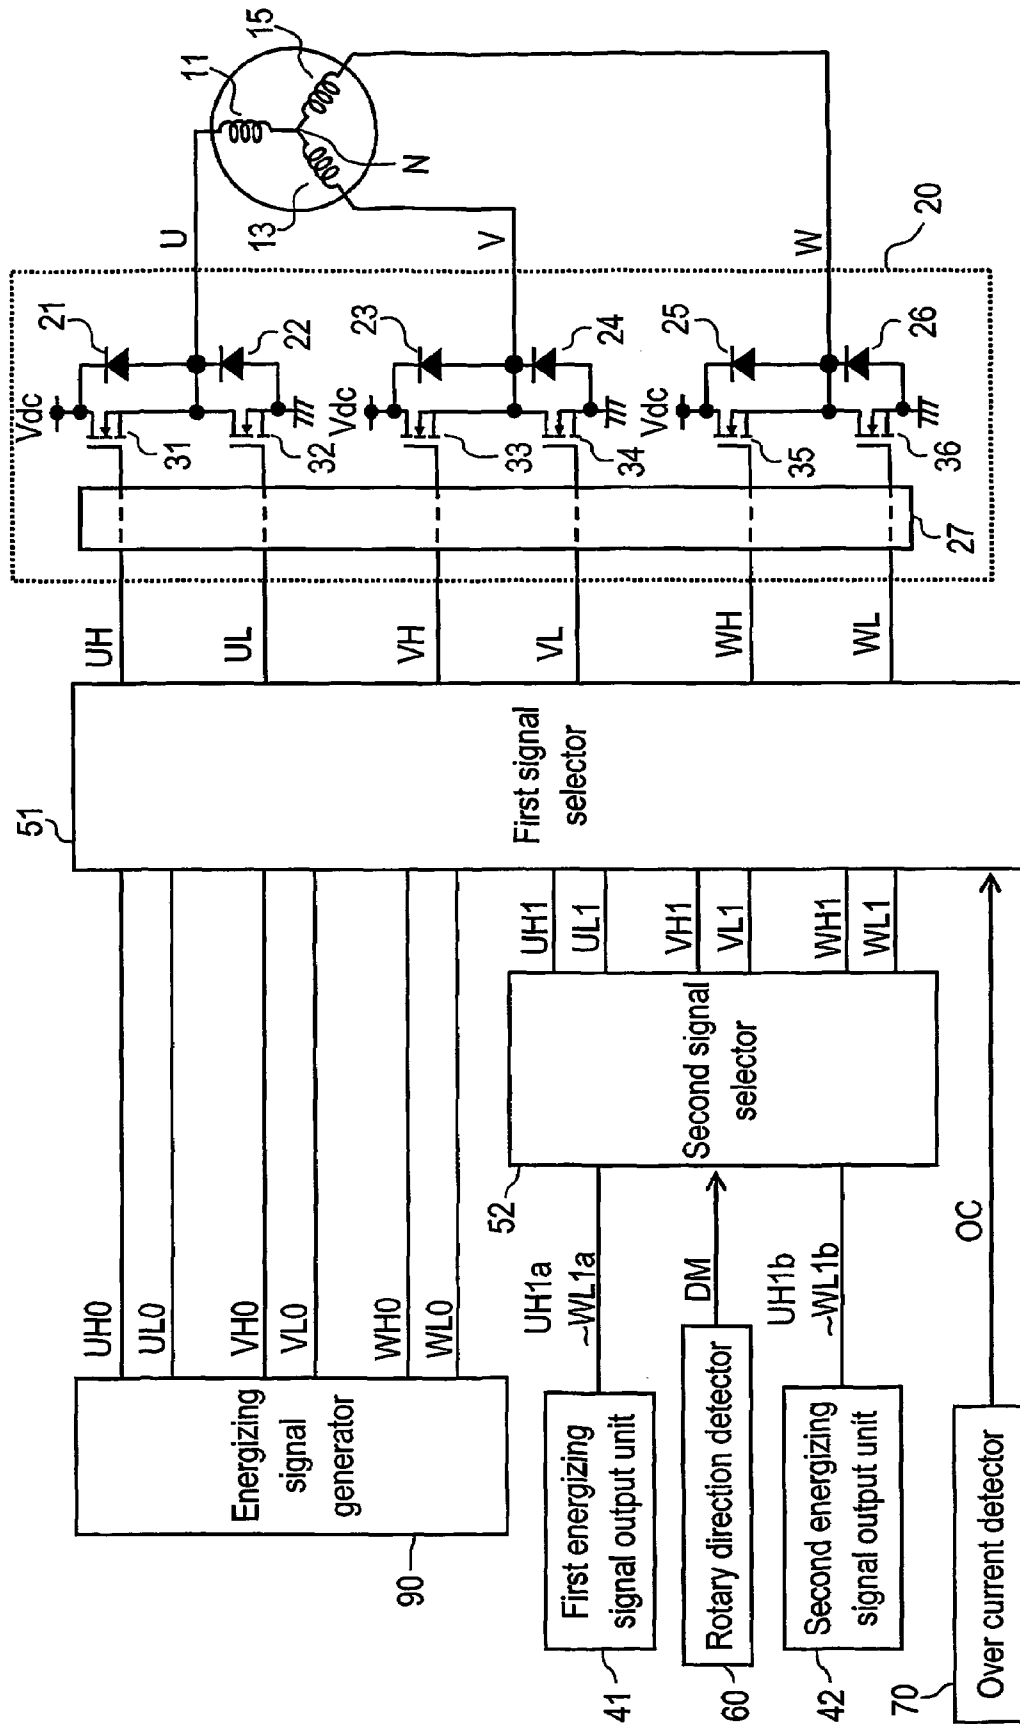 90
Energizing
signal
generator
UH0
UL0
VH0
VL0
WH0
WL0
41
First energizing
signal output unit
UH1a
~WL1a
60
Rotary direction detector
DM
42
Second energizing
signal output unit
UH1b
~WL1b
70
Over current detector
OC
52
Second signal
selector
UH1
UL1
VH1
VL1
WH1
WL1
51
First signal
selector
UH
UL
VH
VL
WH
WL
27
20
Vdc
31
21
32
22
Vdc
33
23
34
24
Vdc
35
25
36
26
U
V
W
11
13
15
N